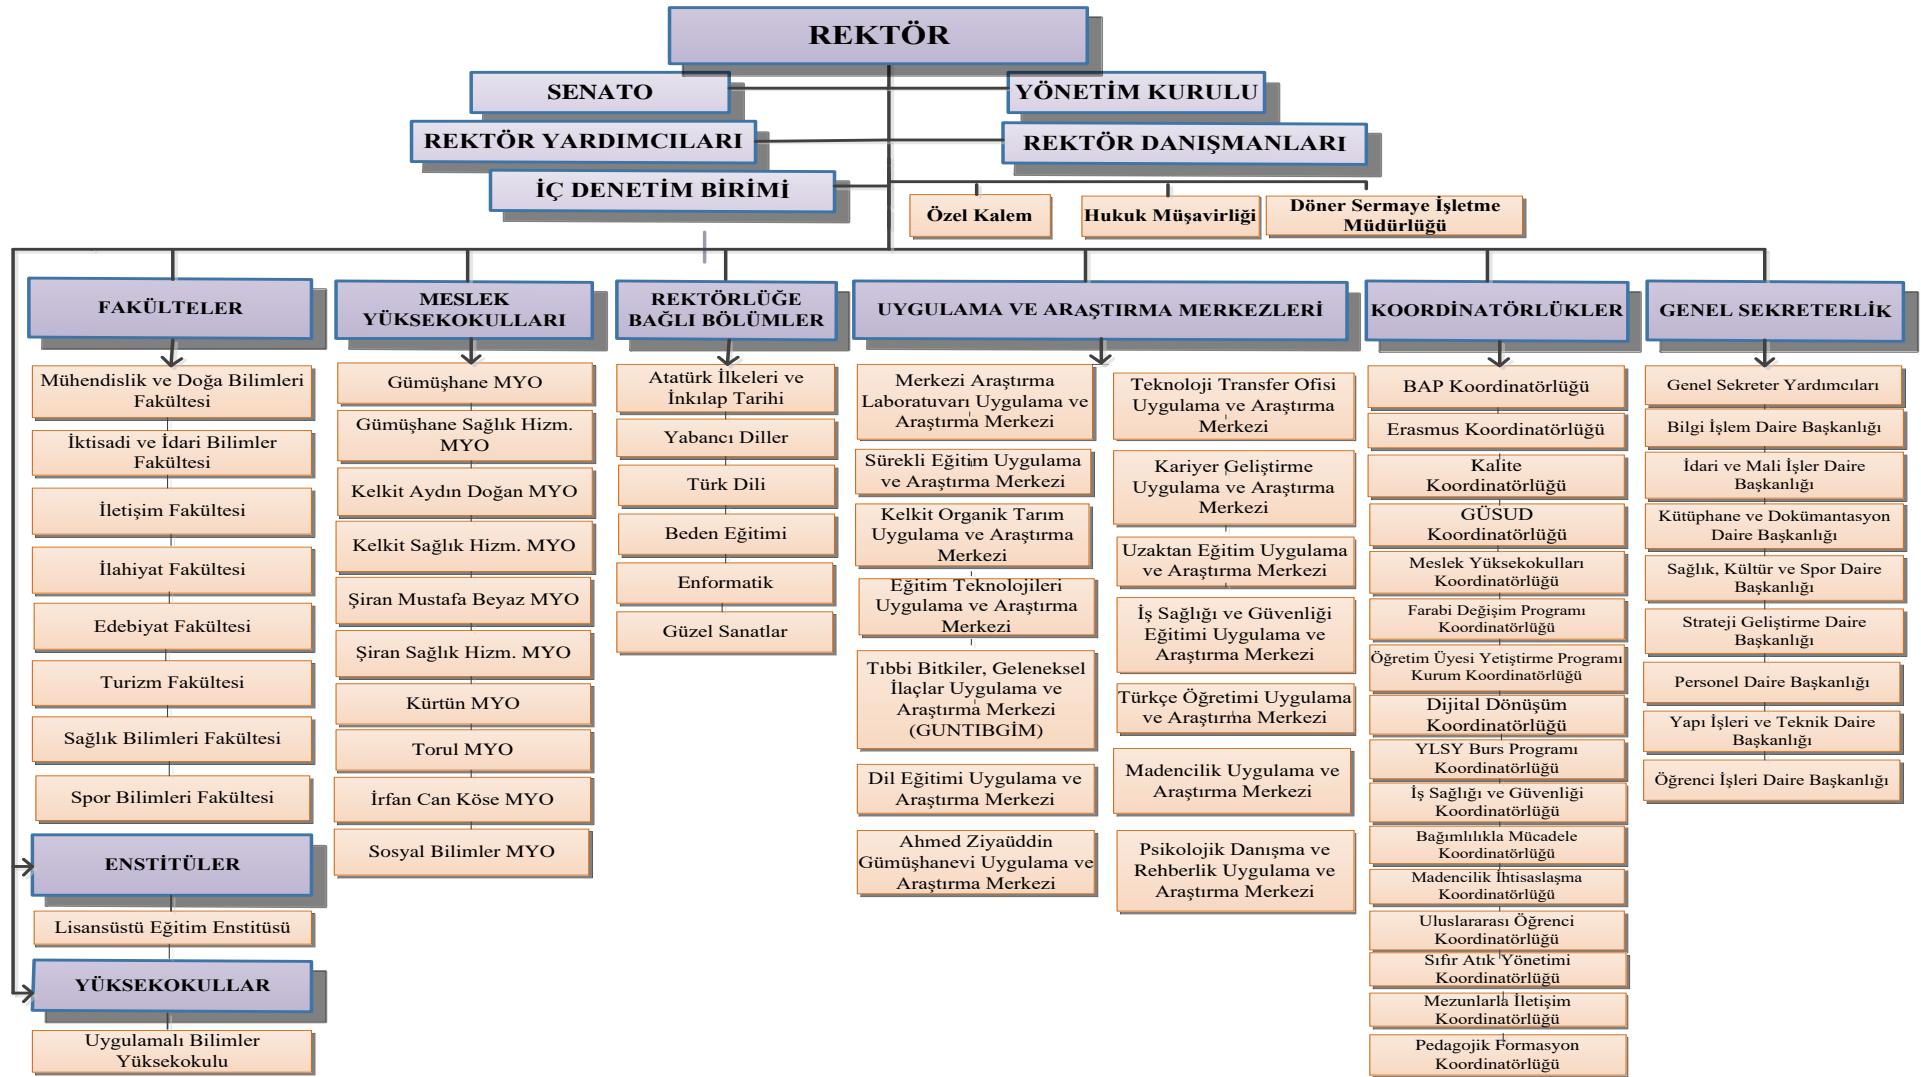 REKTÖR
SENATO
YÖNETİM KURULU
REKTÖR YARDIMCILARI
REKTÖR DANIŞMANLARI
İÇ DENETİM BİRİMİ
Özel Kalem
Hukuk Müşavirliği
Döner Sermaye İşletme
Müdürlüğü
FAKÜLTELER
Mühendislik ve Doğa Bilimleri
Fakültesi
İktisadi ve İdari Bilimler
Fakültesi
İletişim Fakültesi
İlahiyat Fakültesi
Edebiyat Fakültesi
Turizm Fakültesi
Sağlık Bilimleri Fakültesi
Spor Bilimleri Fakültesi
ENSTİTÜLER
Lisansüstü Eğitim Enstitüsü
YÜKSEKOKULLAR
Uygulamalı Bilimler
Yüksekokulu
MESLEK
YÜKSEKOKULLARI
Gümüşhane MYO
Gümüşhane Sağlık Hizm.
MYO
Kelkit Aydın Doğan MYO
Kelkit Sağlık Hizm. MYO
Şiran Mustafa Beyaz MYO
Şiran Sağlık Hizm. MYO
Kürtün MYO
Torul MYO
İrfan Can Köse MYO
Sosyal Bilimler MYO
REKTÖRLÜĞE
BAĞLI BÖLÜMLER
Atatürk İlkeleri ve
İnkılap Tarihi
Yabancı Diller
Türk Dili
Beden Eğitimi
Enformatik
Güzel Sanatlar
UYGULAMA VE ARAŞTIRMA MERKEZLERİ
Merkezi Araştırma
Laboratuvarı Uygulama ve
Araştırma Merkezi
Sürekli Eğitim Uygulama
ve Araştırma Merkezi
Kelkit Organik Tarım
Uygulama ve Araştırma
Merkezi
Eğitim Teknolojileri
Uygulama ve Araştırma
Merkezi
Tıbbi Bitkiler, Geleneksel
İlaçlar Uygulama ve
Araştırma Merkezi
(GUNTIBGİM)
Dil Eğitimi Uygulama ve
Araştırma Merkezi
Ahmed Ziyaüddin
Gümüşhanevi Uygulama ve
Araştırma Merkezi
Teknoloji Transfer Ofisi
Uygulama ve Araştırma
Merkezi
Kariyer Geliştirme
Uygulama ve Araştırma
Merkezi
Uzaktan Eğitim Uygulama
ve Araştırma Merkezi
İş Sağlığı ve Güvenliği
Eğitimi Uygulama ve
Araştırma Merkezi
Türkçe Öğretimi Uygulama
ve Araştırma Merkezi
Madencilik Uygulama ve
Araştırma Merkezi
Psikolojik Danışma ve
Rehberlik Uygulama ve
Araştırma Merkezi
KOORDİNATÖRLÜKLER
BAP Koordinatörlüğü
Erasmus Koordinatörlüğü
Kalite
Koordinatörlüğü
GÜSUD
Koordinatörlüğü
Meslek Yüksekokulları
Koordinatörlüğü
Farabi Değişim Programı
Koordinatörlüğü
Öğretim Üyesi Yetiştirme Programı
Kurum Koordinatörlüğü
Dijital Dönüşüm
Koordinatörlüğü
YLSY Burs Programı
Koordinatörlüğü
İş Sağlığı ve Güvenliği
Koordinatörlüğü
Bağımlılıkla Mücadele
Koordinatörlüğü
Madencilik İhtisaslaşma
Koordinatörlüğü
Uluslararası Öğrenci
Koordinatörlüğü
Sıfır Atık Yönetimi
Koordinatörlüğü
Mezunlarla İletişim
Koordinatörlüğü
Pedagojik Formasyon
Koordinatörlüğü
GENEL SEKRETERLİK
Genel Sekreter Yardımcıları
Bilgi İşlem Daire Başkanlığı
İdari ve Mali İşler Daire
Başkanlığı
Kütüphane ve Dokümantasyon
Daire Başkanlığı
Sağlık, Kültür ve Spor Daire
Başkanlığı
Strateji Geliştirme Daire
Başkanlığı
Personel Daire Başkanlığı
Yapı İşleri ve Teknik Daire
Başkanlığı
Öğrenci İşleri Daire Başkanlığı